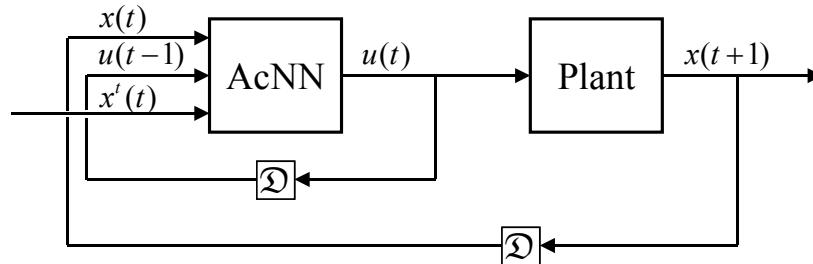 x(t)
u(t−1)
x^t(t)
AcNN
u(t)
Plant
x(t+1)
𝔇
𝔇